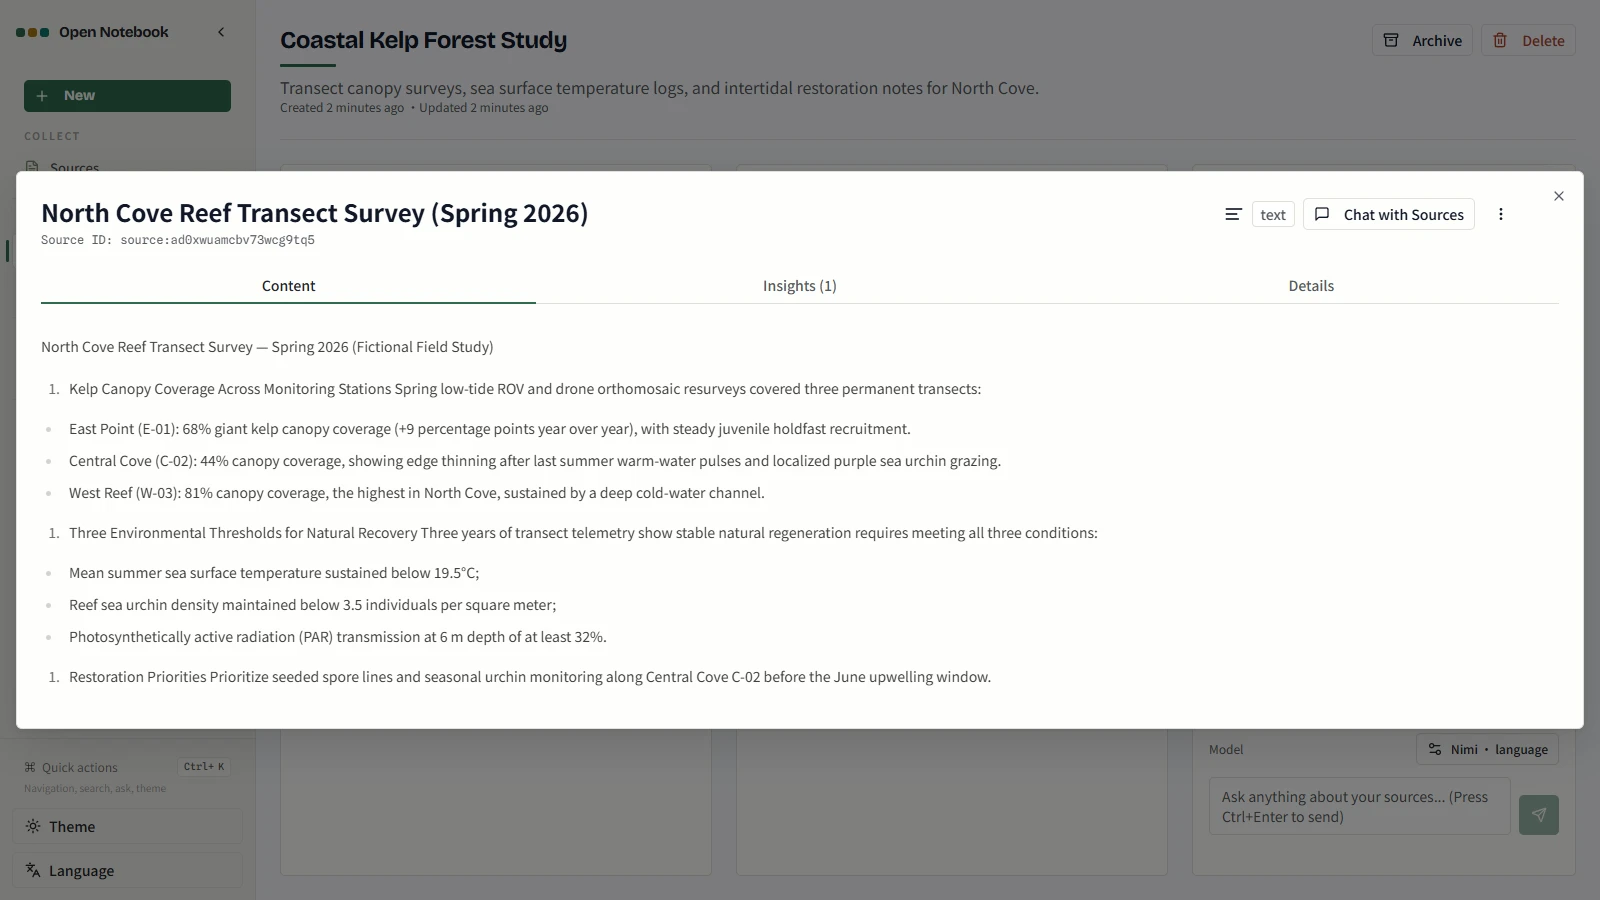 Open Notebook
Coastal Kelp Forest Study
Archive
Delete
Transect canopy surveys, sea surface temperature logs, and intertidal restoration notes for North Cove.
Created 2 minutes ago • Updated 2 minutes ago
New
COLLECT
Sources
North Cove Reef Transect Survey (Spring 2026)
text
Chat with Sources
Source ID: source:ad0xwuamcbv73wcg9tq5
Content
Insights (1)
Details
North Cove Reef Transect Survey — Spring 2026 (Fictional Field Study)
1. Kelp Canopy Coverage Across Monitoring Stations Spring low-tide ROV and drone orthomosaic resurveys covered three permanent transects:
• East Point (E-01): 68% giant kelp canopy coverage (+9 percentage points year over year), with steady juvenile holdfast recruitment.
• Central Cove (C-02): 44% canopy coverage, showing edge thinning after last summer warm-water pulses and localized purple sea urchin grazing.
• West Reef (W-03): 81% canopy coverage, the highest in North Cove, sustained by a deep cold-water channel.
1. Three Environmental Thresholds for Natural Recovery Three years of transect telemetry show stable natural regeneration requires meeting all three conditions:
• Mean summer sea surface temperature sustained below 19.5°C;
• Reef sea urchin density maintained below 3.5 individuals per square meter;
• Photosynthetically active radiation (PAR) transmission at 6 m depth of at least 32%.
1. Restoration Priorities Prioritize seeded spore lines and seasonal urchin monitoring along Central Cove C-02 before the June upwelling window.
Model
Nimi • language
⌘ Quick actions
Ctrl+ K
Navigation, search, ask, theme
Ask anything about your sources... (Press
Ctrl+Enter to send)
Theme
Language